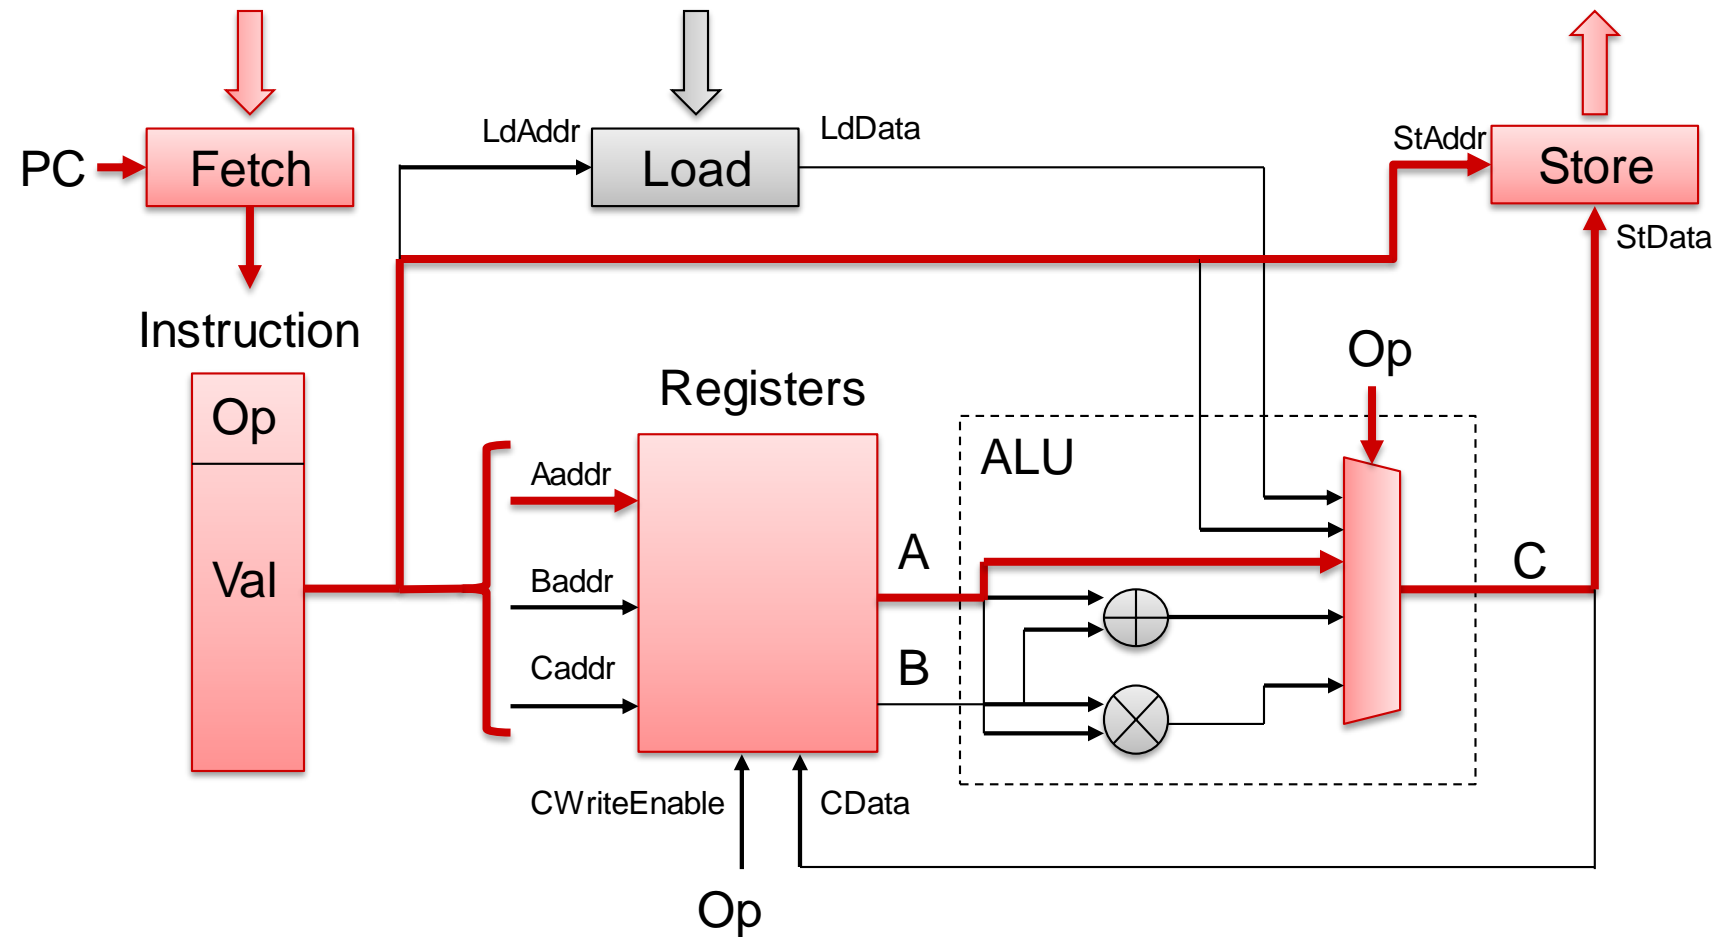 LdAddr
LdData
StAddr
PC
Fetch
Load
Store
StData
Instruction
Op
Registers
Op
ALU
Aaddr
A
Val
Baddr
C
Caddr
B
CWriteEnable
CData
Op